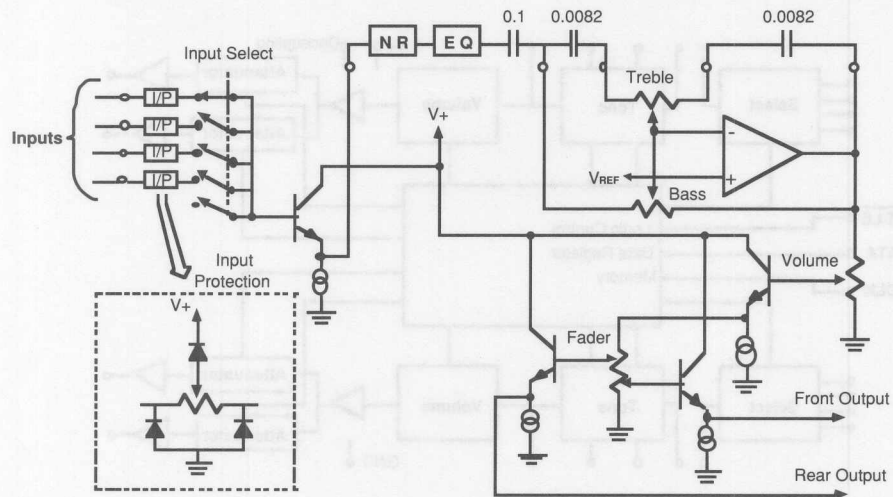 0.1
0.0082
0.0082
NR
EQ
Input Select
Treble
I/P
I/P
I/P
I/P
Inputs
V+
-
+
VREF
Bass
Input
Protection
V+
Volume
Fader
Front Output
Rear Output